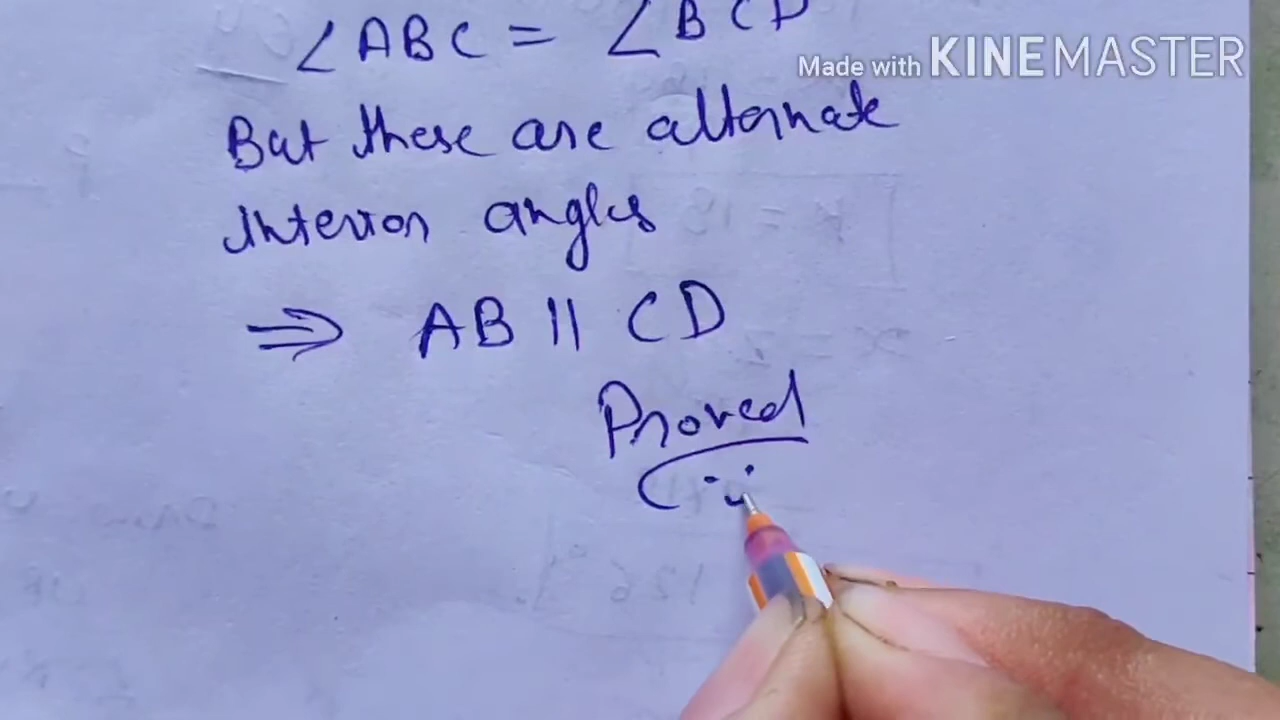 ∠ABC = ∠BCD
Made with KINEMASTER
But these are alternate
interior angles
⇒ AB || CD
Proved